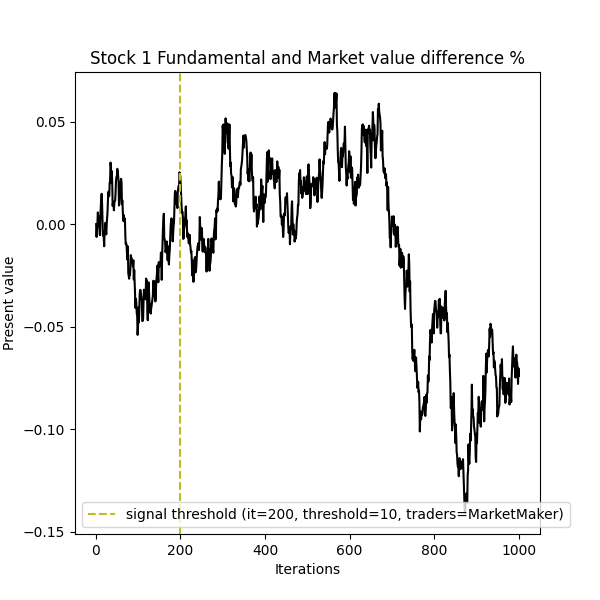 Stock 1 Fundamental and Market value difference %
0.05
0.00
−0.05
−0.10
−0.15
Present value
signal threshold (it=200, threshold=10, traders=MarketMaker)
0 200 400 600 800 1000
Iterations